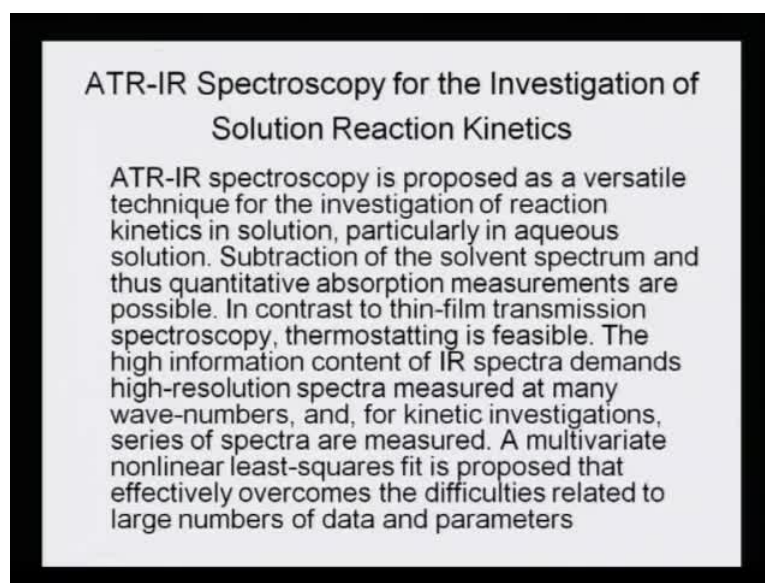 ATR-IR Spectroscopy for the Investigation of
Solution Reaction Kinetics
ATR-IR spectroscopy is proposed as a versatile
technique for the investigation of reaction
kinetics in solution, particularly in aqueous
solution. Subtraction of the solvent spectrum and
thus quantitative absorption measurements are
possible. In contrast to thin-film transmission
spectroscopy, thermostatting is feasible. The
high information content of IR spectra demands
high-resolution spectra measured at many
wave-numbers, and, for kinetic investigations,
series of spectra are measured. A multivariate
nonlinear least-squares fit is proposed that
effectively overcomes the difficulties related to
large numbers of data and parameters